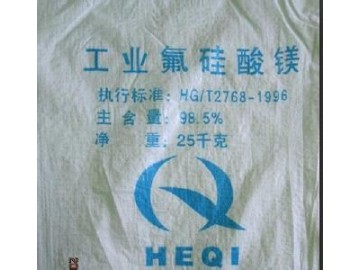 工业氟硅酸镁
执行标准: HG/T2768-1996
主含量: 98.5%
净 重: 25千克
HEQI